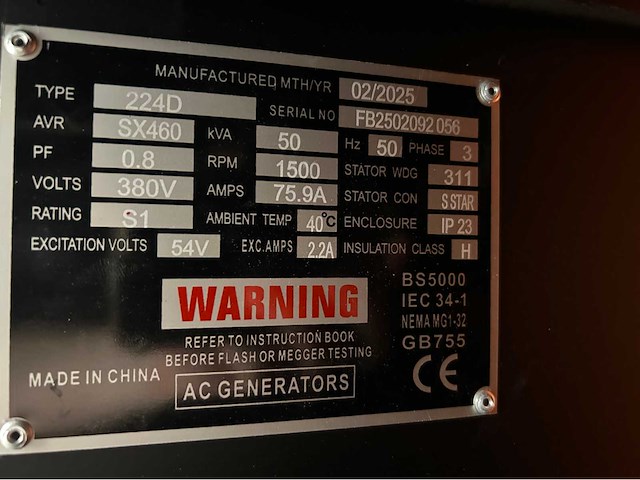 MANUFACTURED MTH/YR 02/2025
TYPE 224D SERIAL NO FB2502092 056
AVR SX460 kVA 50 Hz 50 PHASE 3
PF 0.8 RPM 1500 STATOR WDG 311
VOLTS 380V AMPS 75.9A STATOR CON S STAR
RATING S1 AMBIENT TEMP 40°C ENCLOSURE IP 23
EXCITATION VOLTS 54V EXC.AMPS 2.2A INSULATION CLASS H
WARNING
REFER TO INSTRUCTION BOOK
BEFORE FLASH OR MEGGER TESTING
BS5000
IEC 34-1
NEMA MG1-32
GB755
CE
MADE IN CHINA
AC GENERATORS